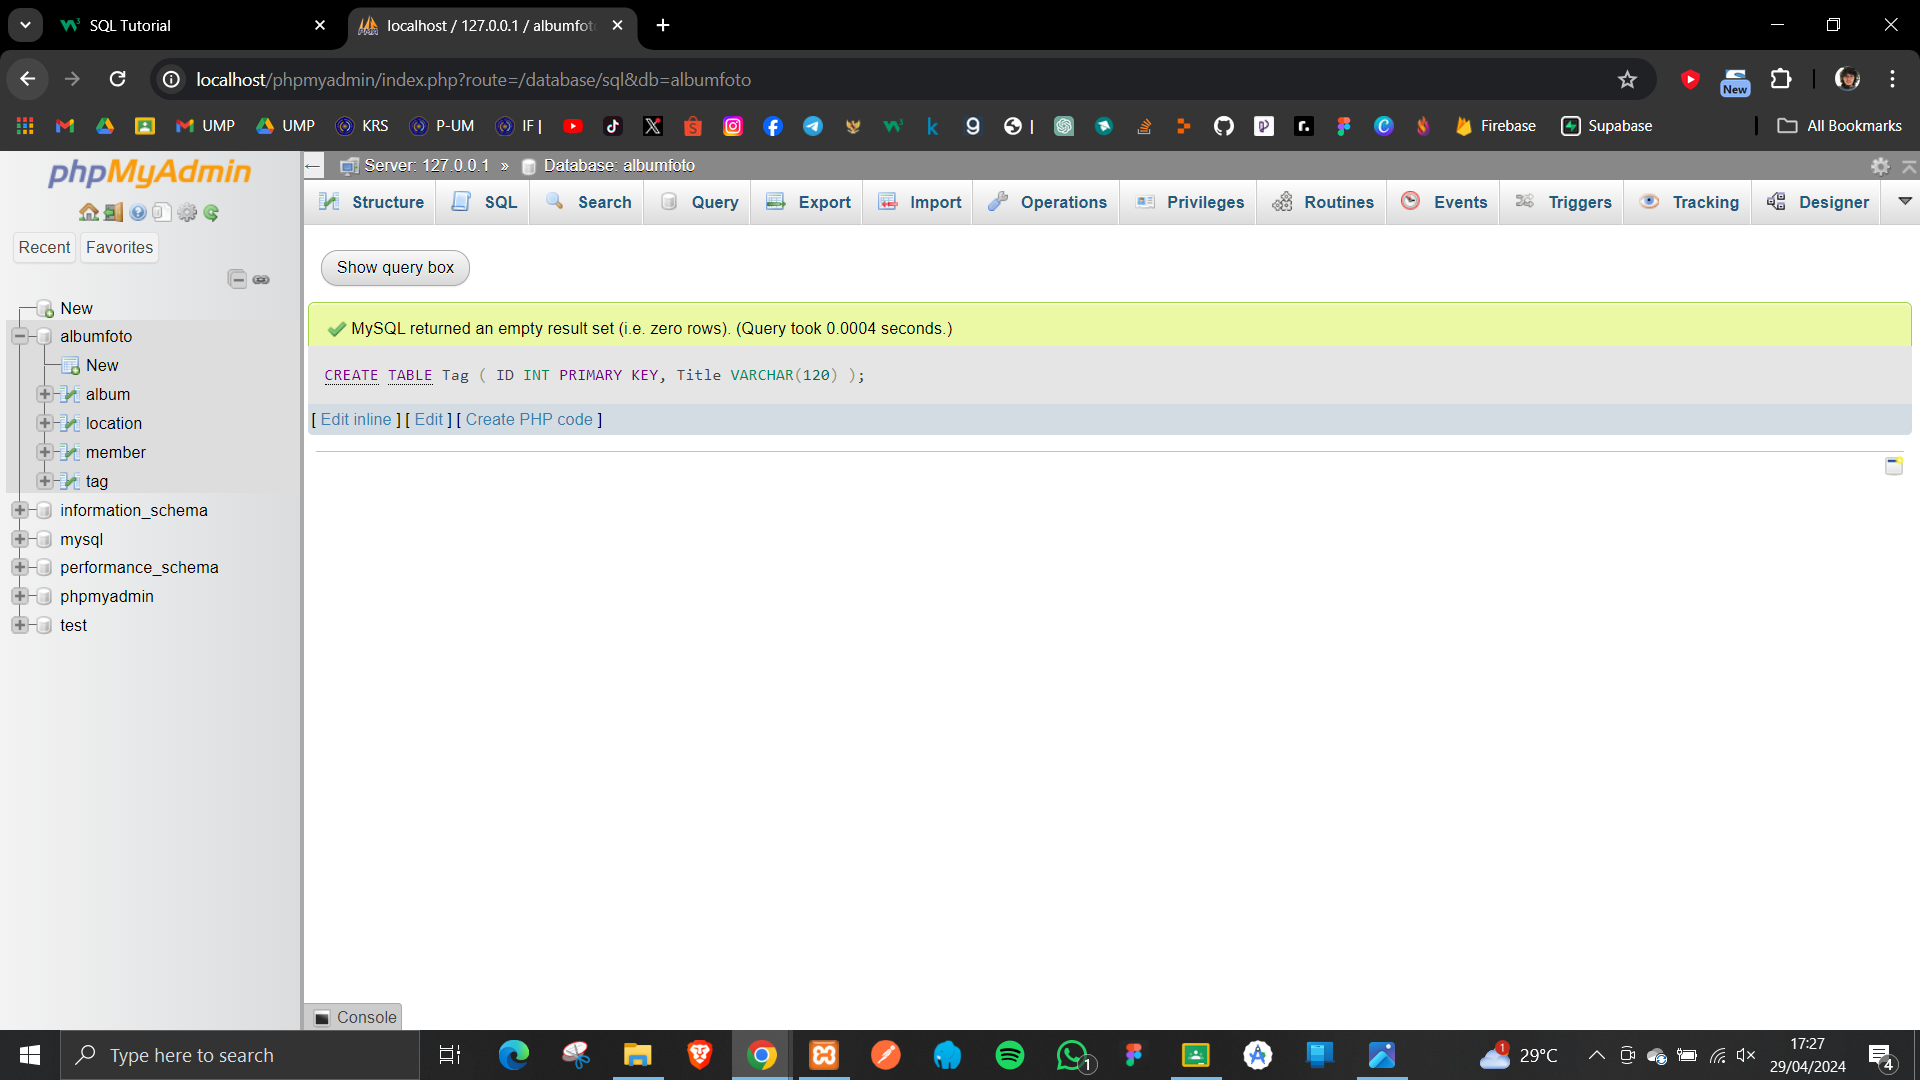 SQL Tutorial
localhost / 127.0.0.1 / albumfoto
localhost/phpmyadmin/index.php?route=/database/sql&db=albumfoto
New
UMP
UMP
KRS
P-UM
IF |
|
Firebase
Supabase
All Bookmarks
phpMyAdmin
Recent
Favorites
New
albumfoto
New
album
location
member
tag
information_schema
mysql
performance_schema
phpmyadmin
test
Server: 127.0.0.1 » Database: albumfoto
Structure
SQL
Search
Query
Export
Import
Operations
Privileges
Routines
Events
Triggers
Tracking
Designer
Show query box
MySQL returned an empty result set (i.e. zero rows). (Query took 0.0004 seconds.)
CREATE TABLE Tag ( ID INT PRIMARY KEY, Title VARCHAR(120) );
[ Edit inline ] [ Edit ] [ Create PHP code ]
Console
Type here to search
1
1
29°C
17:27
29/04/2024
4